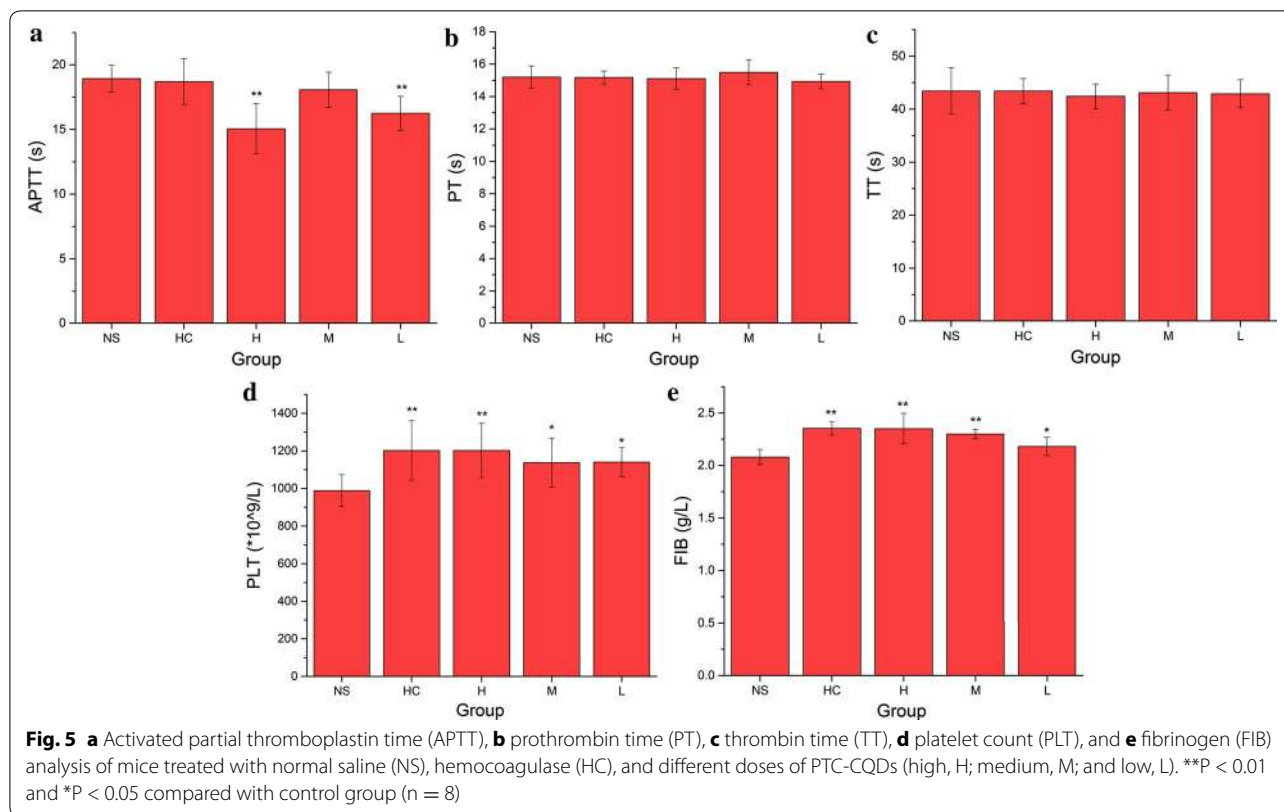 a
20
15
10
5
0
APTT (s)
**
**
NS HC H M L
Group
b
18
16
14
12
10
8
6
4
2
0
PT (s)
NS HC H M L
Group
c
50
40
30
20
10
0
TT (s)
NS HC H M L
Group
d
1400
1200
1000
800
600
400
200
0
PLT (*10^9/L)
**
**
*
*
NS HC H M L
Group
e
2.5
2.0
1.5
1.0
0.5
0.0
FIB (g/L)
**
**
**
*
NS HC H M L
Group
Fig. 5 a Activated partial thromboplastin time (APTT), b prothrombin time (PT), c thrombin time (TT), d platelet count (PLT), and e fibrinogen (FIB)
analysis of mice treated with normal saline (NS), hemocoagulase (HC), and different doses of PTC-CQDs (high, H; medium, M; and low, L). **P < 0.01
and *P < 0.05 compared with control group (n = 8)